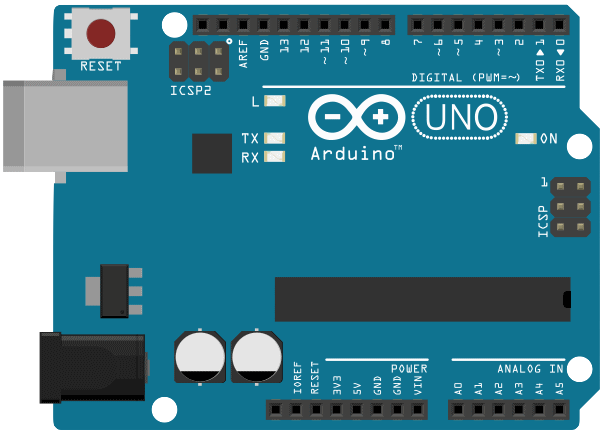 RESET
ICSP2
AREF
GND
13
12
~11
~10
~9
8
7
~6
~5
4
~3
2
TX0▶1
RX0◀0
DIGITAL (PWM=~)
L
TX
RX
Arduino™
UNO
ON
1
ICSP
POWER
ANALOG IN
IOREF
RESET
3V3
5V
GND
GND
VIN
A0
A1
A2
A3
A4
A5